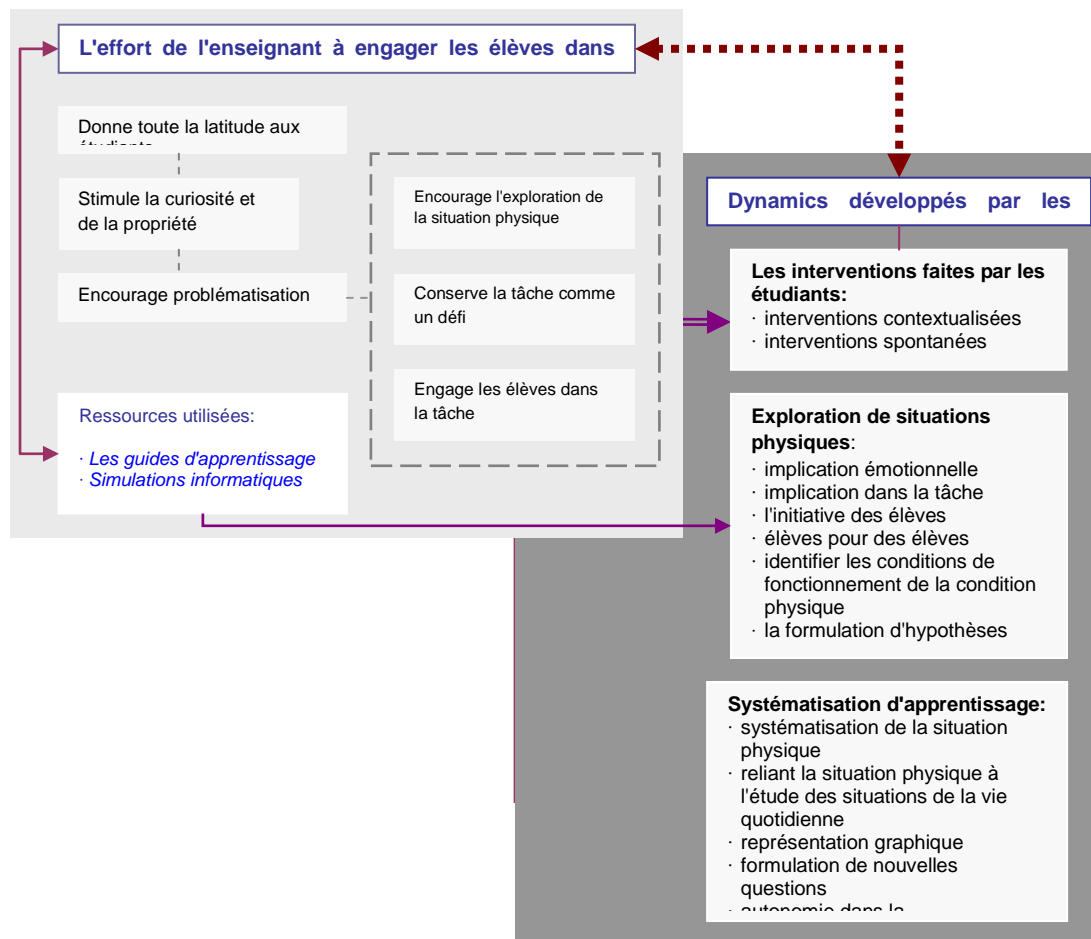 L'effort de l'enseignant à engager les élèves dans
Donne toute la latitude aux
Stimule la curiosité et
de la propriété
Encourage problématisation
Encourage l'exploration de
la situation physique
Conserve la tâche comme
un défi
Engage les élèves dans
la tâche
Ressources utilisées:
· Les guides d'apprentissage
· Simulations informatiques
Dynamics développés par les
Les interventions faites par les
étudiants:
· interventions contextualisées
· interventions spontanées
Exploration de situations
physiques:
· implication émotionnelle
· implication dans la tâche
· l'initiative des élèves
· élèves pour des élèves
· identifier les conditions de
fonctionnement de la condition
physique
· la formulation d'hypothèses
Systématisation d'apprentissage:
· systématisation de la situation
physique
· reliant la situation physique à
l'étude des situations de la vie
quotidienne
· représentation graphique
· formulation de nouvelles
questions
· autonomie dans la